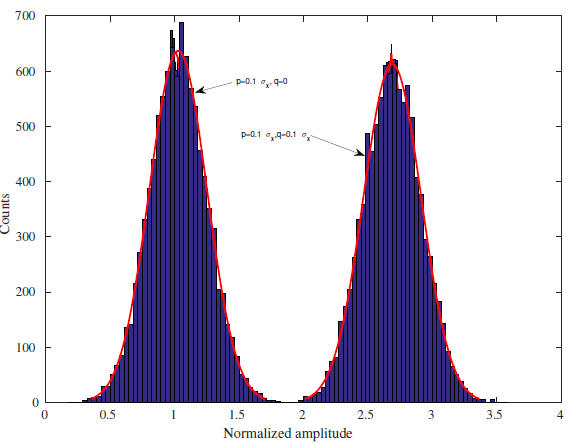 700
600
500
400
300
200
100
0
Counts
p=0.1 σx, q=0
p=0.1 σx,q=0.1 σx
0 0.5 1 1.5 2 2.5 3 3.5 4
Normalized amplitude